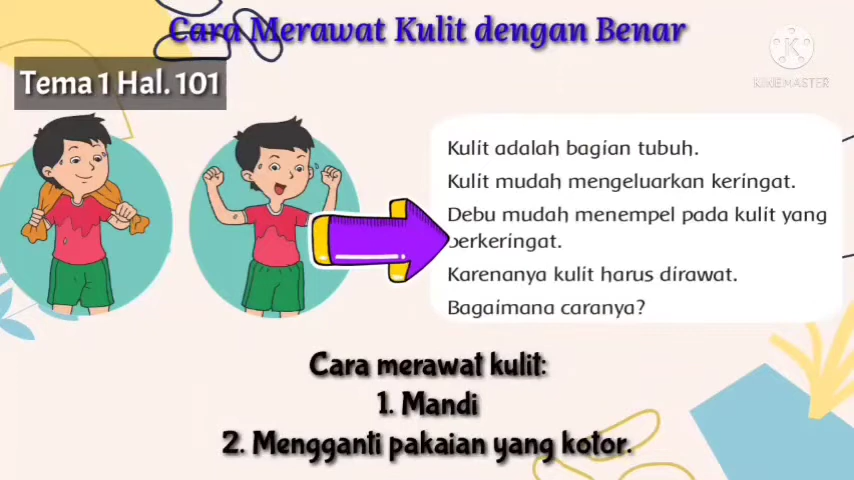 Cara Merawat Kulit dengan Benar
KINEMASTER
Tema 1 Hal. 101
Kulit adalah bagian tubuh.
Kulit mudah mengeluarkan keringat.
Debu mudah menempel pada kulit yang
berkeringat.
Karenanya kulit harus dirawat.
Bagaimana caranya?
Cara merawat kulit:
1. Mandi
2. Mengganti pakaian yang kotor.